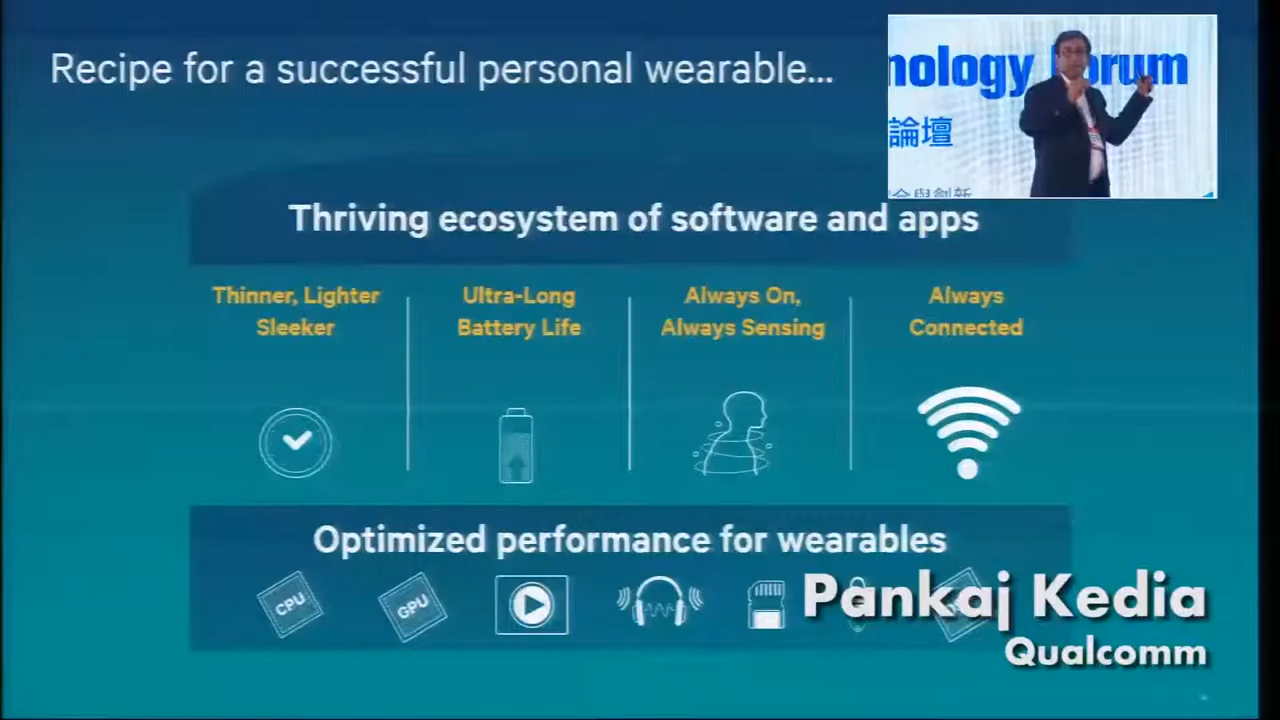 Recipe for a successful personal wearable...
nology Forum
論壇
Thriving ecosystem of software and apps
Thinner, Lighter
Sleeker
Ultra-Long
Battery Life
Always On,
Always Sensing
Always
Connected
Optimized performance for wearables
CPU
GPU
Pankaj Kedia
Qualcomm